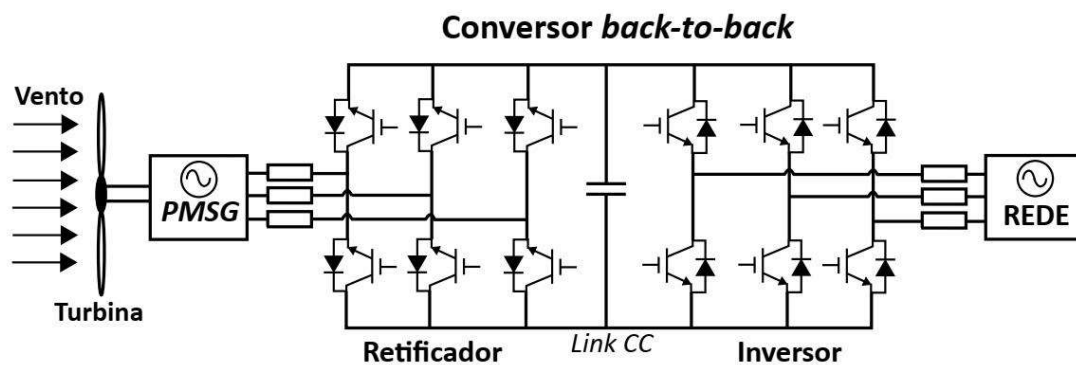 Conversor back-to-back
Vento
PMSG
REDE
Turbina
Retificador
Link CC
Inversor